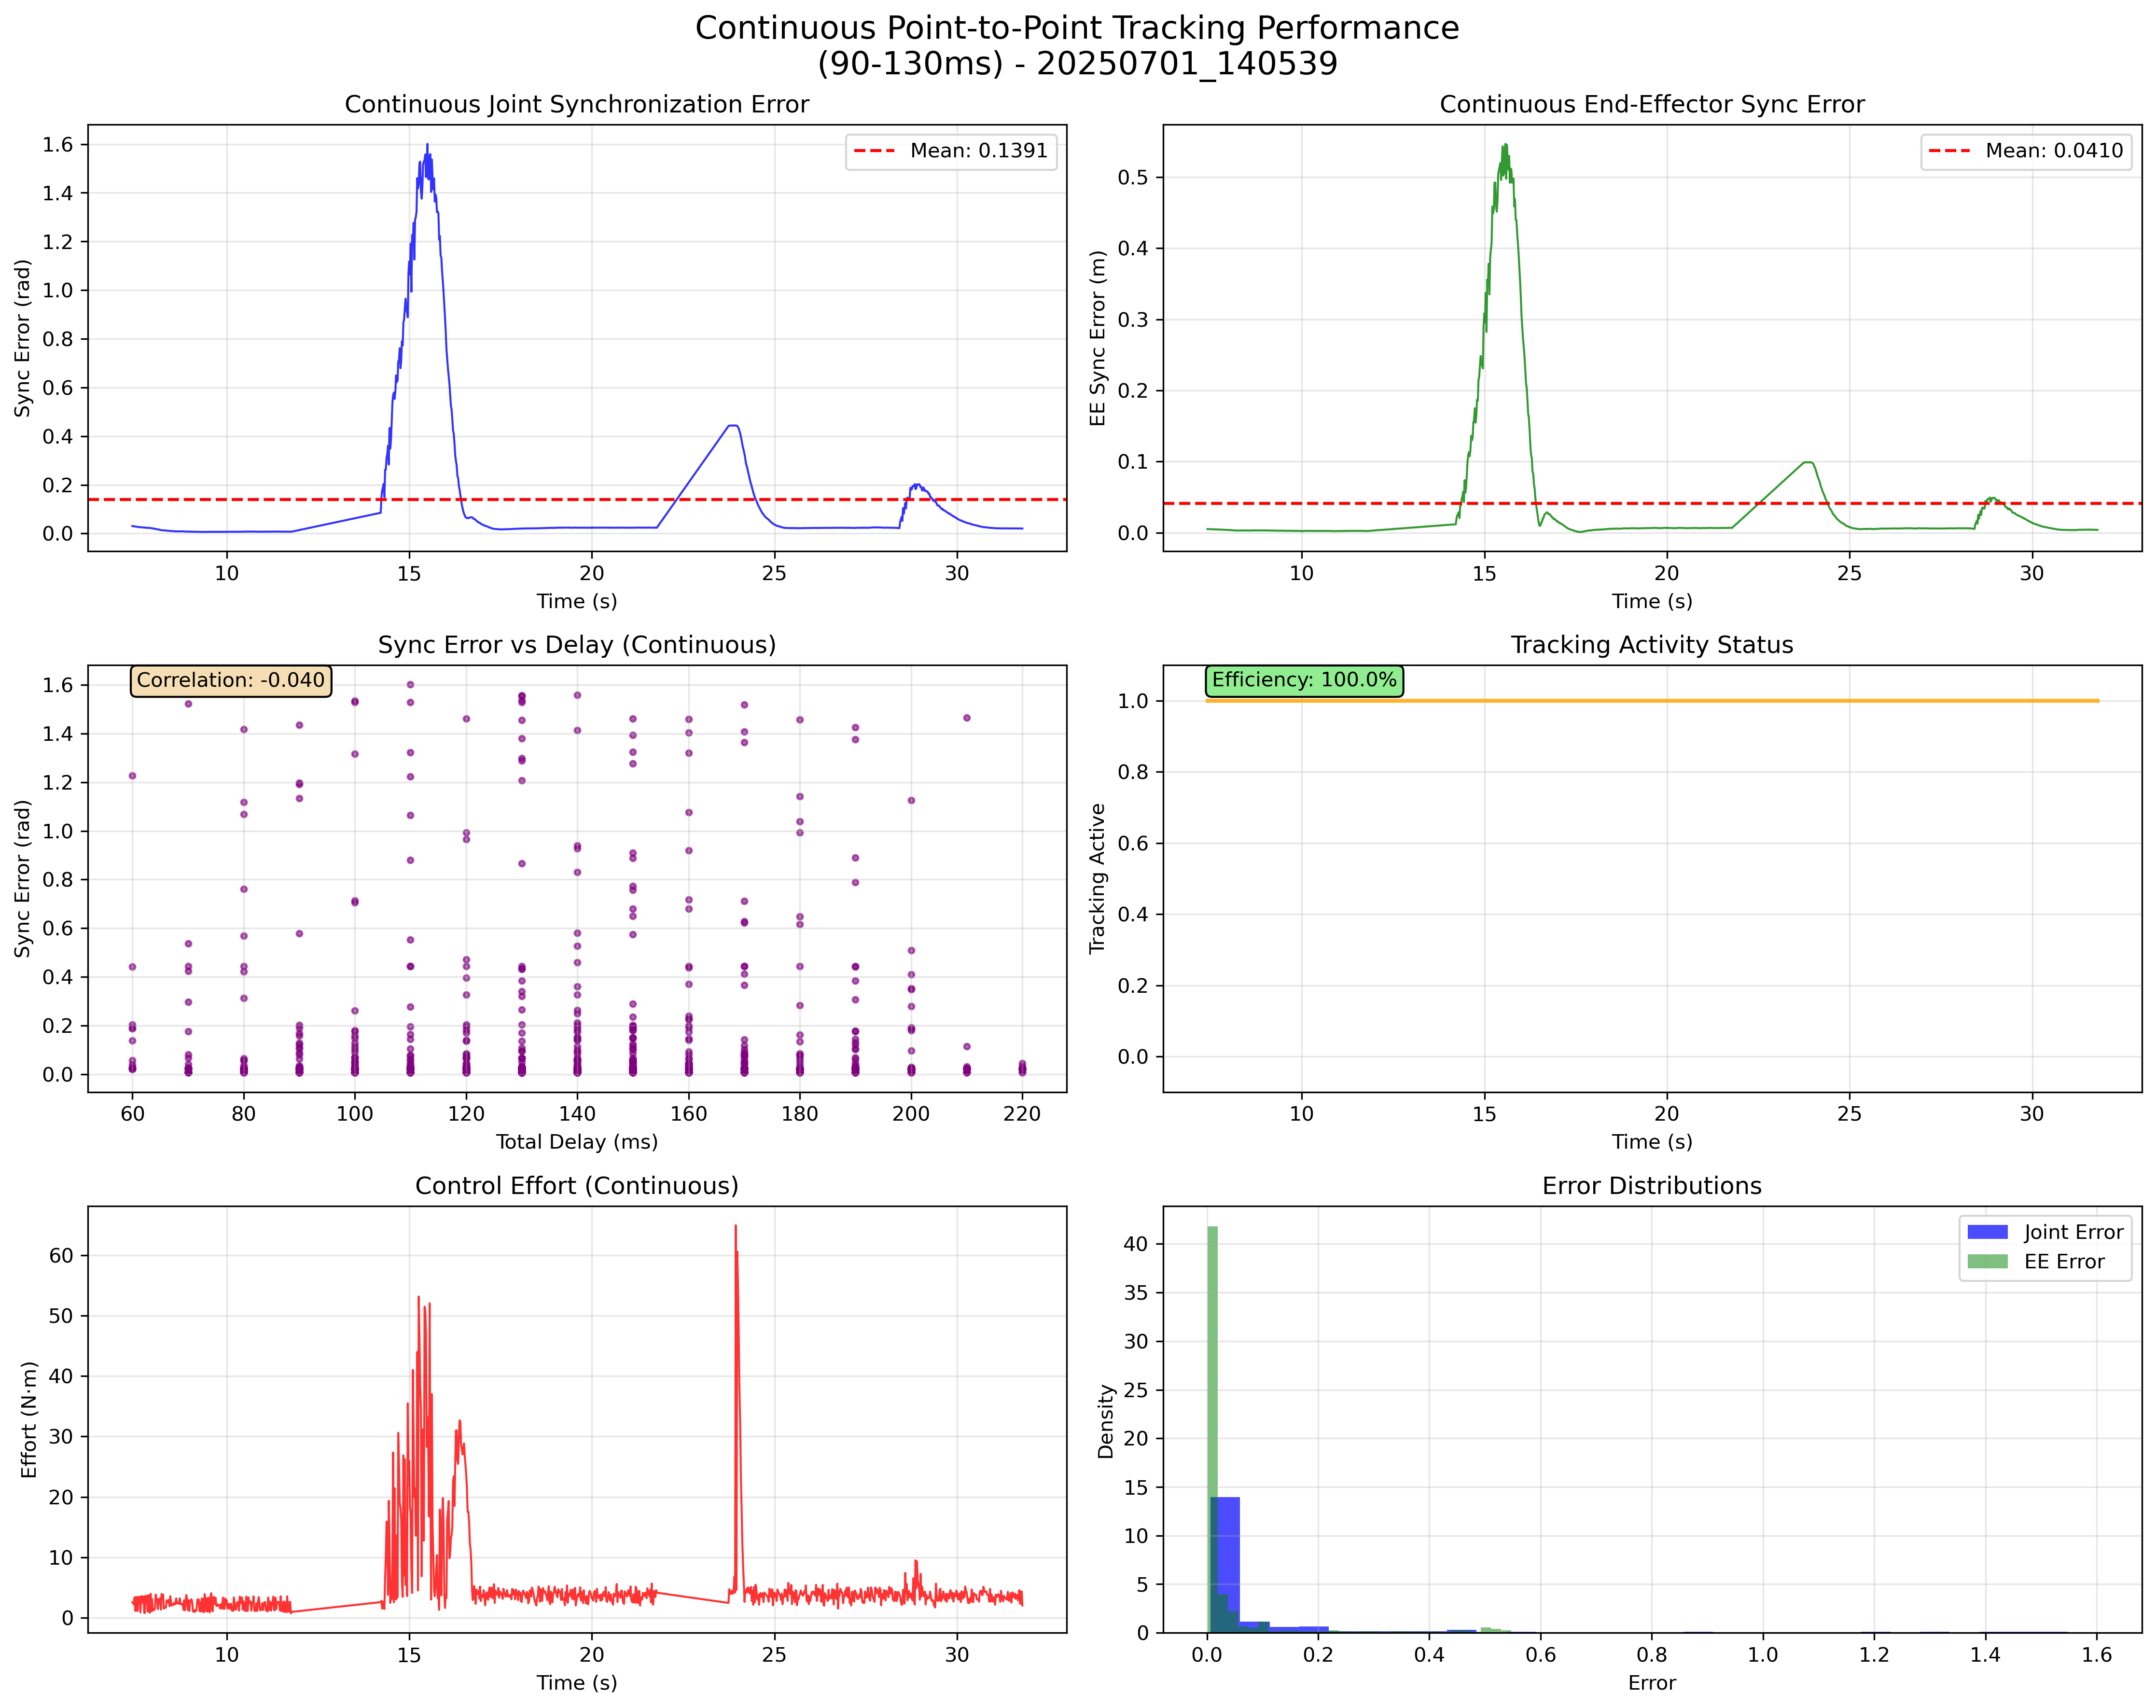 Continuous Point-to-Point Tracking Performance
(90-130ms) - 20250701_140539
Continuous Joint Synchronization Error
Sync Error (rad)
1.6
1.4
1.2
1.0
0.8
0.6
0.4
0.2
0.0
Mean: 0.1391
10 15 20 25 30
Time (s)
Continuous End-Effector Sync Error
EE Sync Error (m)
0.5
0.4
0.3
0.2
0.1
0.0
Mean: 0.0410
10 15 20 25 30
Time (s)
Sync Error vs Delay (Continuous)
Sync Error (rad)
1.6
1.4
1.2
1.0
0.8
0.6
0.4
0.2
0.0
Correlation: -0.040
60 80 100 120 140 160 180 200 220
Total Delay (ms)
Tracking Activity Status
Tracking Active
1.0
0.8
0.6
0.4
0.2
0.0
Efficiency: 100.0%
10 15 20 25 30
Time (s)
Control Effort (Continuous)
Effort (N·m)
60
50
40
30
20
10
0
10 15 20 25 30
Time (s)
Error Distributions
Density
40
35
30
25
20
15
10
5
0
Joint Error
EE Error
0.0 0.2 0.4 0.6 0.8 1.0 1.2 1.4 1.6
Error